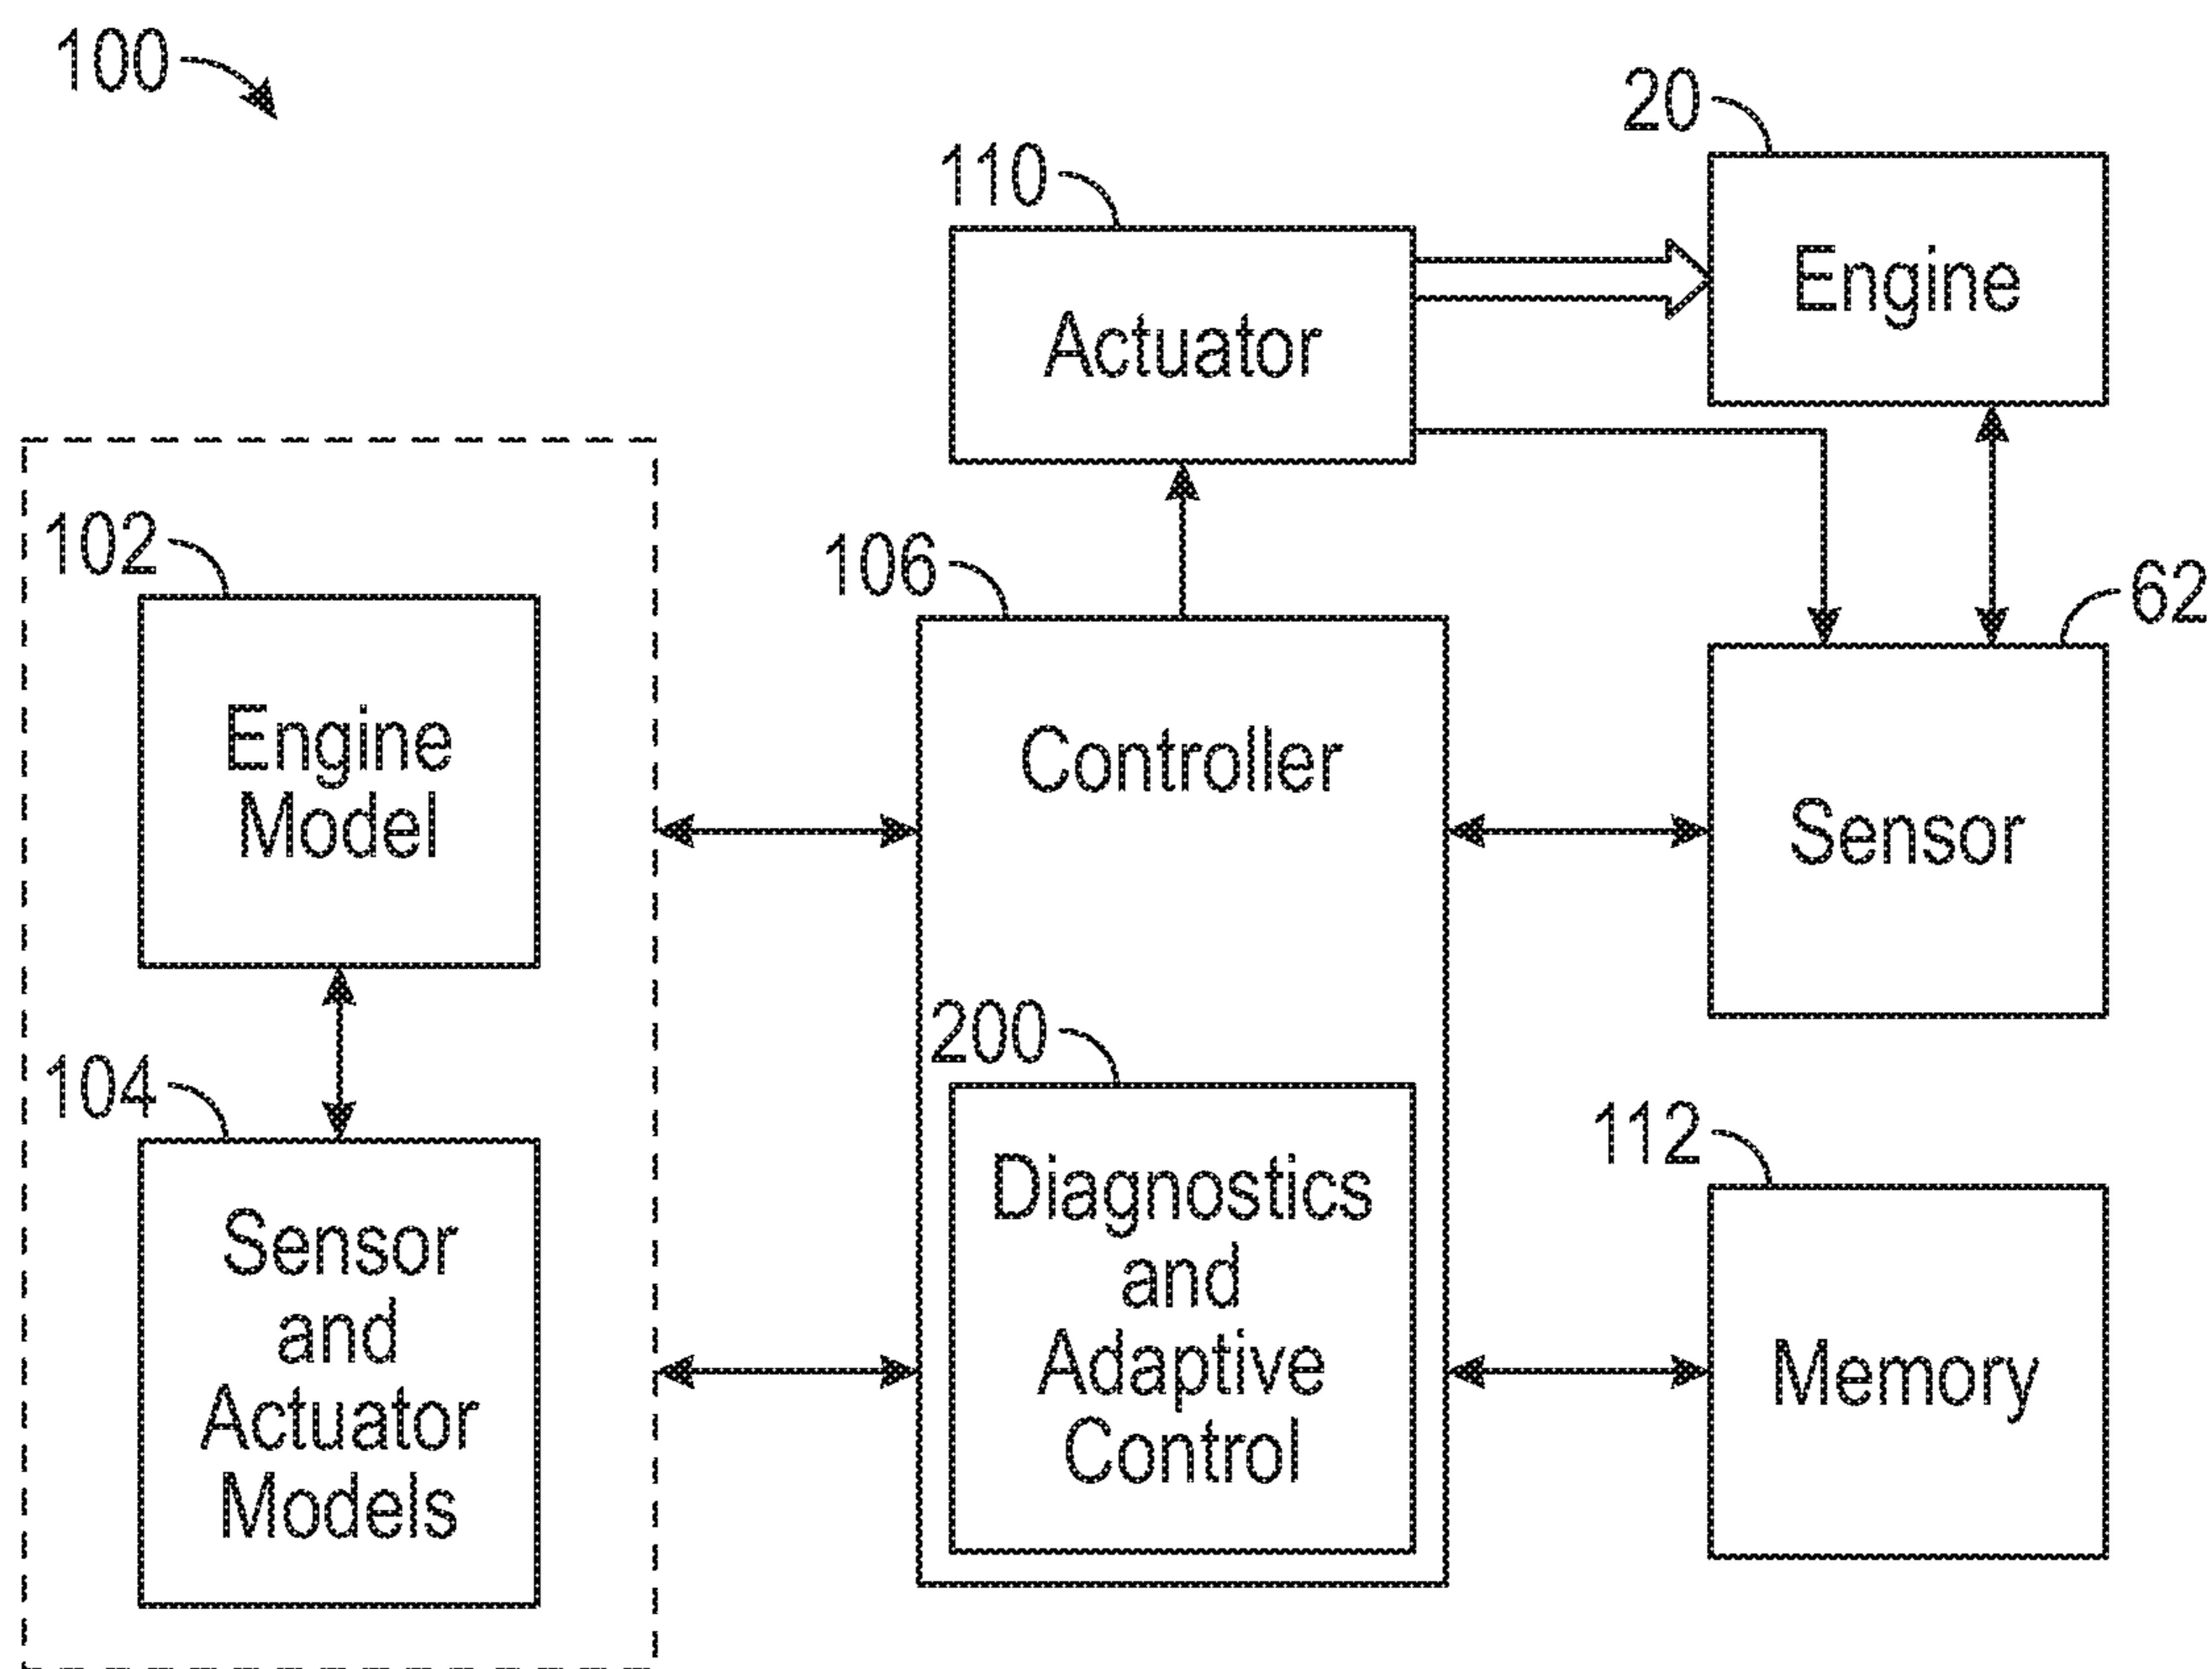 100
20
110
Engine
Actuator
102
106
62
Engine
Model
Controller
Sensor
200
104
112
Diagnostics
and
Adaptive
Control
Sensor
and
Actuator
Models
Memory